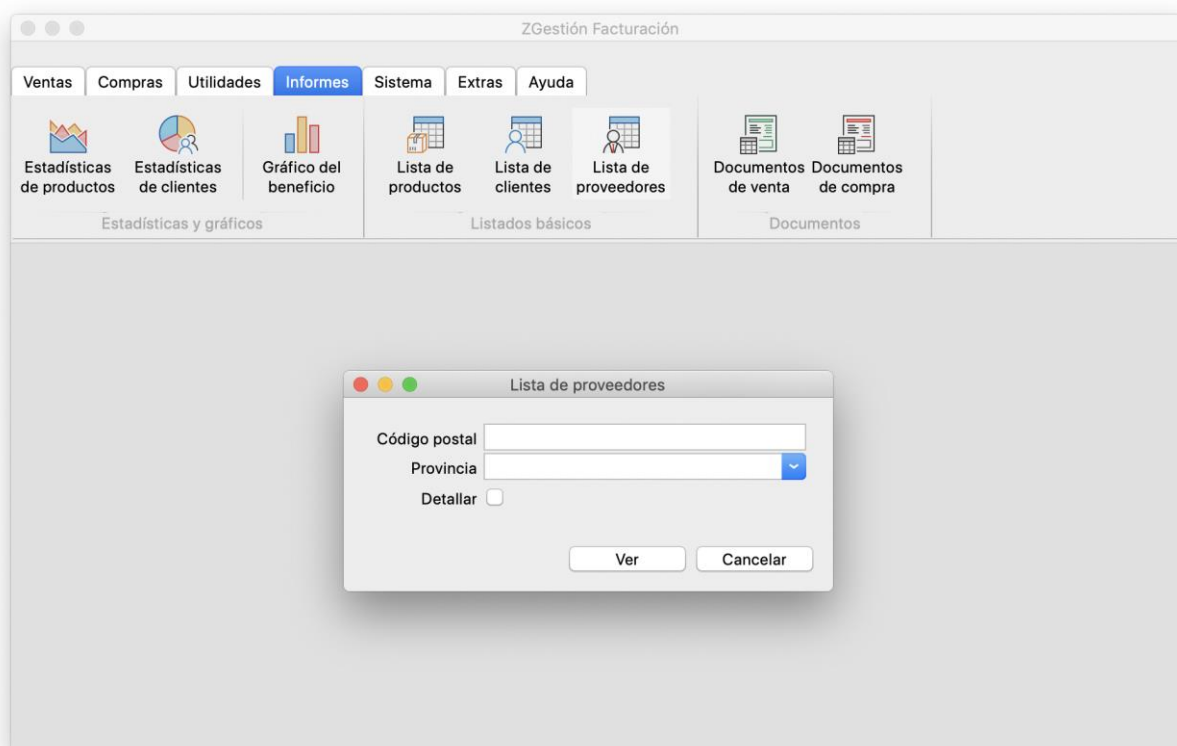 ZGestión Facturación
Ventas Compras Utilidades Informes Sistema Extras Ayuda
Estadísticas de productos
Estadísticas de clientes
Gráfico del beneficio
Lista de productos
Lista de clientes
Lista de proveedores
Documentos de venta
Documentos de compra
Estadísticas y gráficos
Listados básicos
Documentos
Lista de proveedores
Código postal
Provincia
Detallar
Ver Cancelar